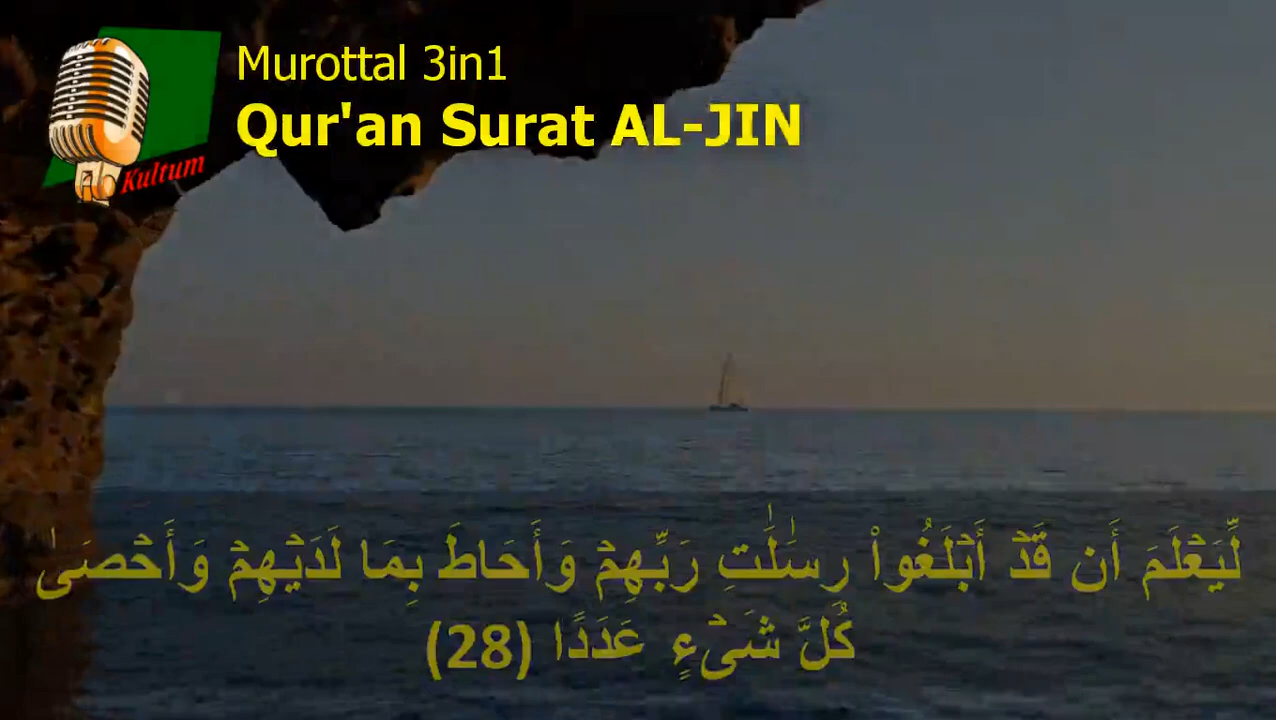 Murottal 3in1
Qur'an Surat AL-JIN
Kultum
لِّيَعۡلَمَ أَن قَدۡ أَبۡلَغُواْ رِسَٰلَٰتِ رَبِّهِمۡ وَأَحَاطَ بِمَا لَدَيۡهِمۡ وَأَحۡصَىٰ
كُلَّ شَيۡءٍ عَدَدًا (28)